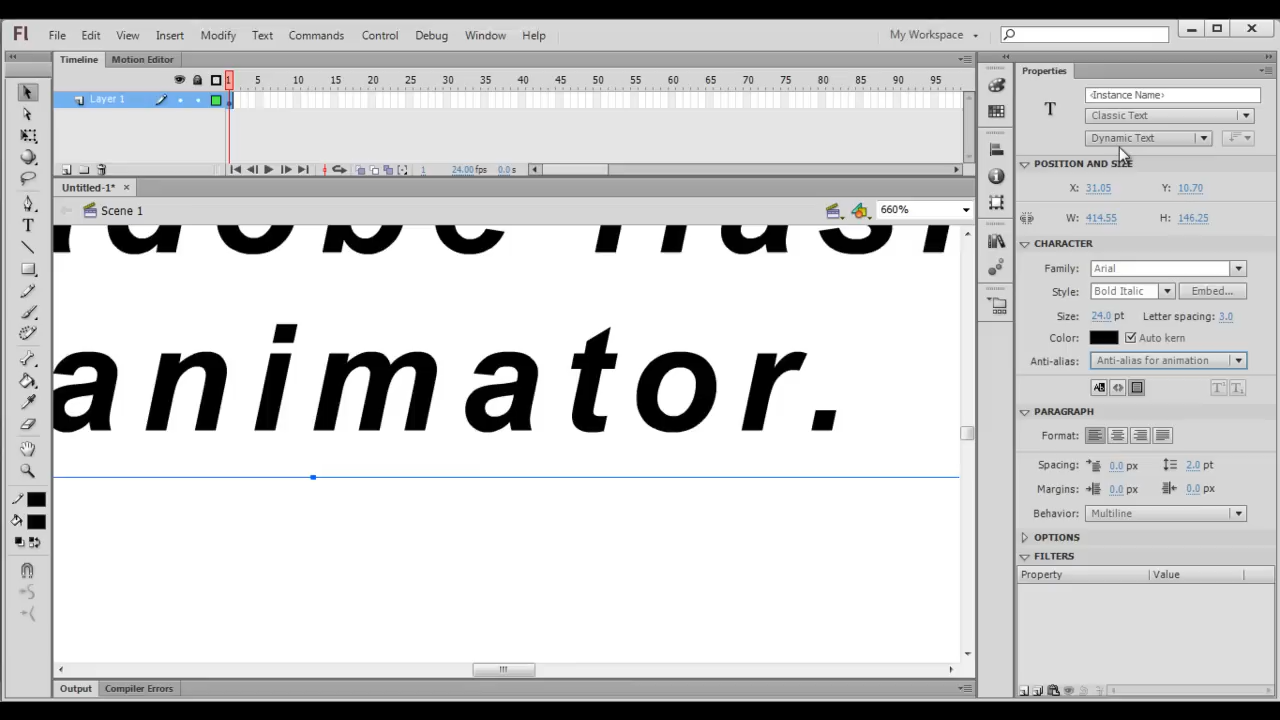 Fl File Edit View Insert Modify Text Commands Control Debug Window Help My Workspace
Timeline Motion Editor
1 5 10 15 20 25 30 35 40 45 50 55 60 65 70 75 80 85 90 95
Layer 1
1 24.00fps 0.0s
Untitled-1*
Scene 1 660%
adobe flash
animator.
Output Compiler Errors
Properties
T <Instance Name>
Classic Text
Dynamic Text
POSITION AND SIZE
X: 31.05 Y: 10.70
W: 414.55 H: 146.25
CHARACTER
Family: Arial
Style: Bold Italic Embed...
Size: 24.0 pt Letter spacing: 3.0
Color: Auto kern
Anti-alias: Anti-alias for animation
PARAGRAPH
Format:
Spacing: 0.0 px 2.0 pt
Margins: 0.0 px 0.0 px
Behavior: Multiline
OPTIONS
FILTERS
Property Value